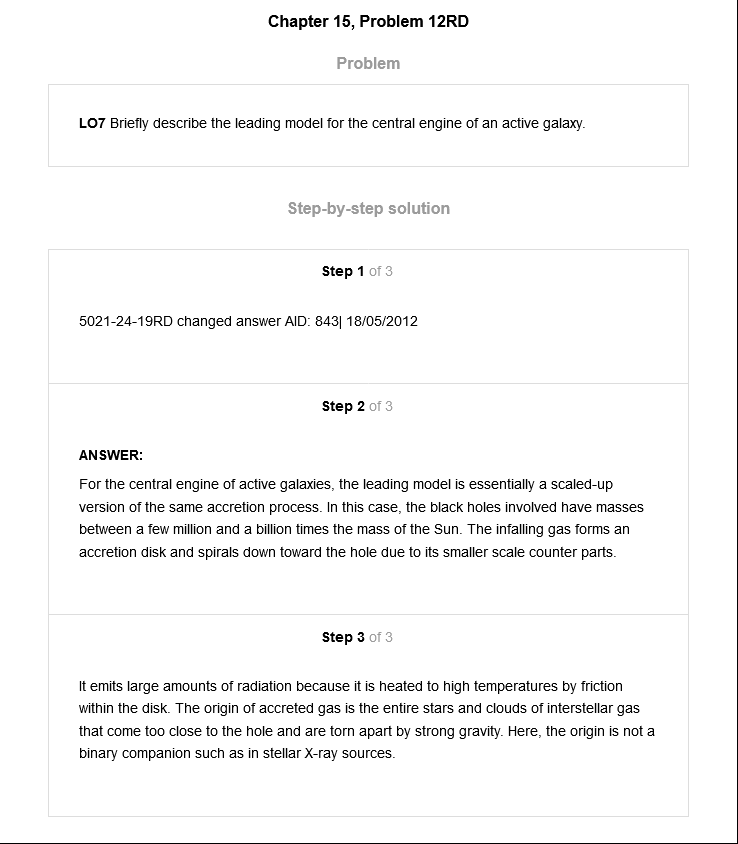 Chapter 15, Problem 12RD
Problem
LO7 Briefly describe the leading model for the central engine of an active galaxy.
Step-by-step solution
Step 1 of 3
5021-24-19RD changed answer AID: 843| 18/05/2012
Step 2 of 3
ANSWER:
For the central engine of active galaxies, the leading model is essentially a scaled-up
version of the same accretion process. In this case, the black holes involved have masses
between a few million and a billion times the mass of the Sun. The infalling gas forms an
accretion disk and spirals down toward the hole due to its smaller scale counter parts.
Step 3 of 3
It emits large amounts of radiation because it is heated to high temperatures by friction
within the disk. The origin of accreted gas is the entire stars and clouds of interstellar gas
that come too close to the hole and are torn apart by strong gravity. Here, the origin is not a
binary companion such as in stellar X-ray sources.